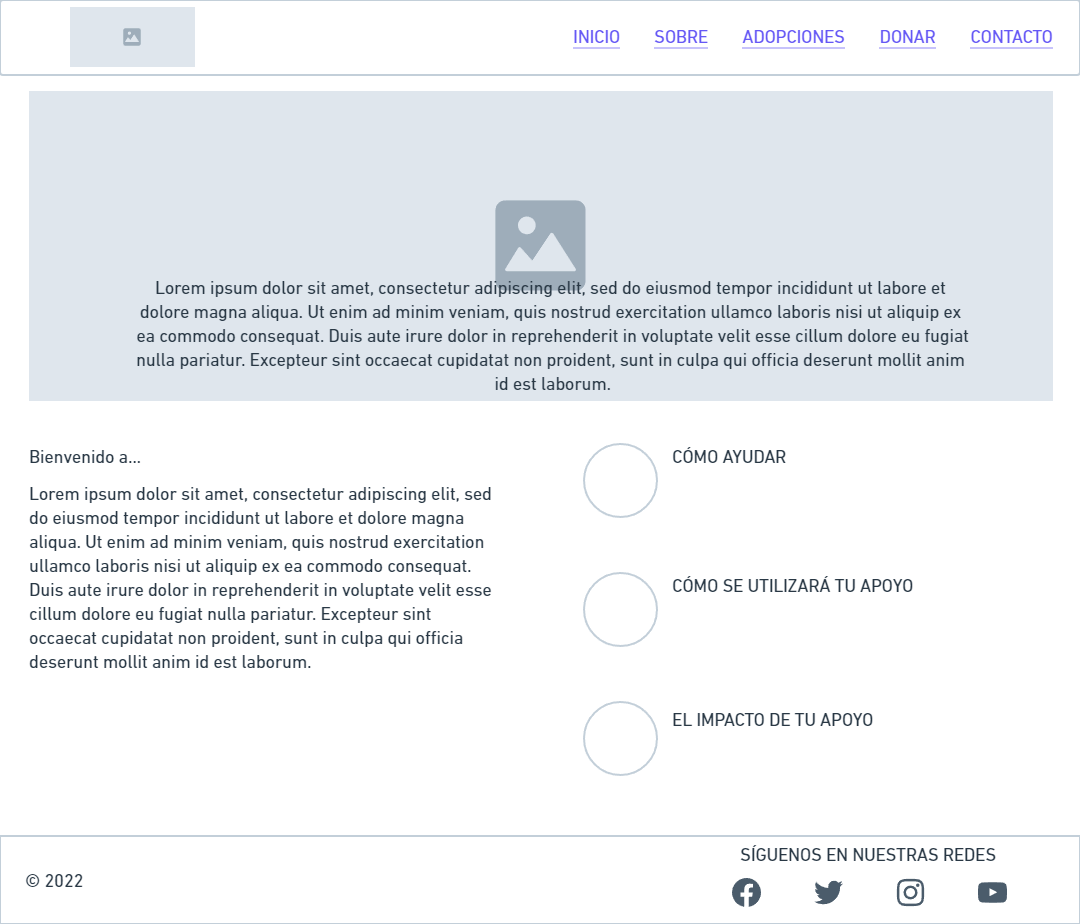 INICIO SOBRE ADOPCIONES DONAR CONTACTO
Lorem ipsum dolor sit amet, consectetur adipiscing elit, sed do eiusmod tempor incididunt ut labore et
dolore magna aliqua. Ut enim ad minim veniam, quis nostrud exercitation ullamco laboris nisi ut aliquip ex
ea commodo consequat. Duis aute irure dolor in reprehenderit in voluptate velit esse cillum dolore eu fugiat
nulla pariatur. Excepteur sint occaecat cupidatat non proident, sunt in culpa qui officia deserunt mollit anim
id est laborum.
Bienvenido a...
Lorem ipsum dolor sit amet, consectetur adipiscing elit, sed
do eiusmod tempor incididunt ut labore et dolore magna
aliqua. Ut enim ad minim veniam, quis nostrud exercitation
ullamco laboris nisi ut aliquip ex ea commodo consequat.
Duis aute irure dolor in reprehenderit in voluptate velit esse
cillum dolore eu fugiat nulla pariatur. Excepteur sint
occaecat cupidatat non proident, sunt in culpa qui officia
deserunt mollit anim id est laborum.
CÓMO AYUDAR
CÓMO SE UTILIZARÁ TU APOYO
EL IMPACTO DE TU APOYO
© 2022
SÍGUENOS EN NUESTRAS REDES